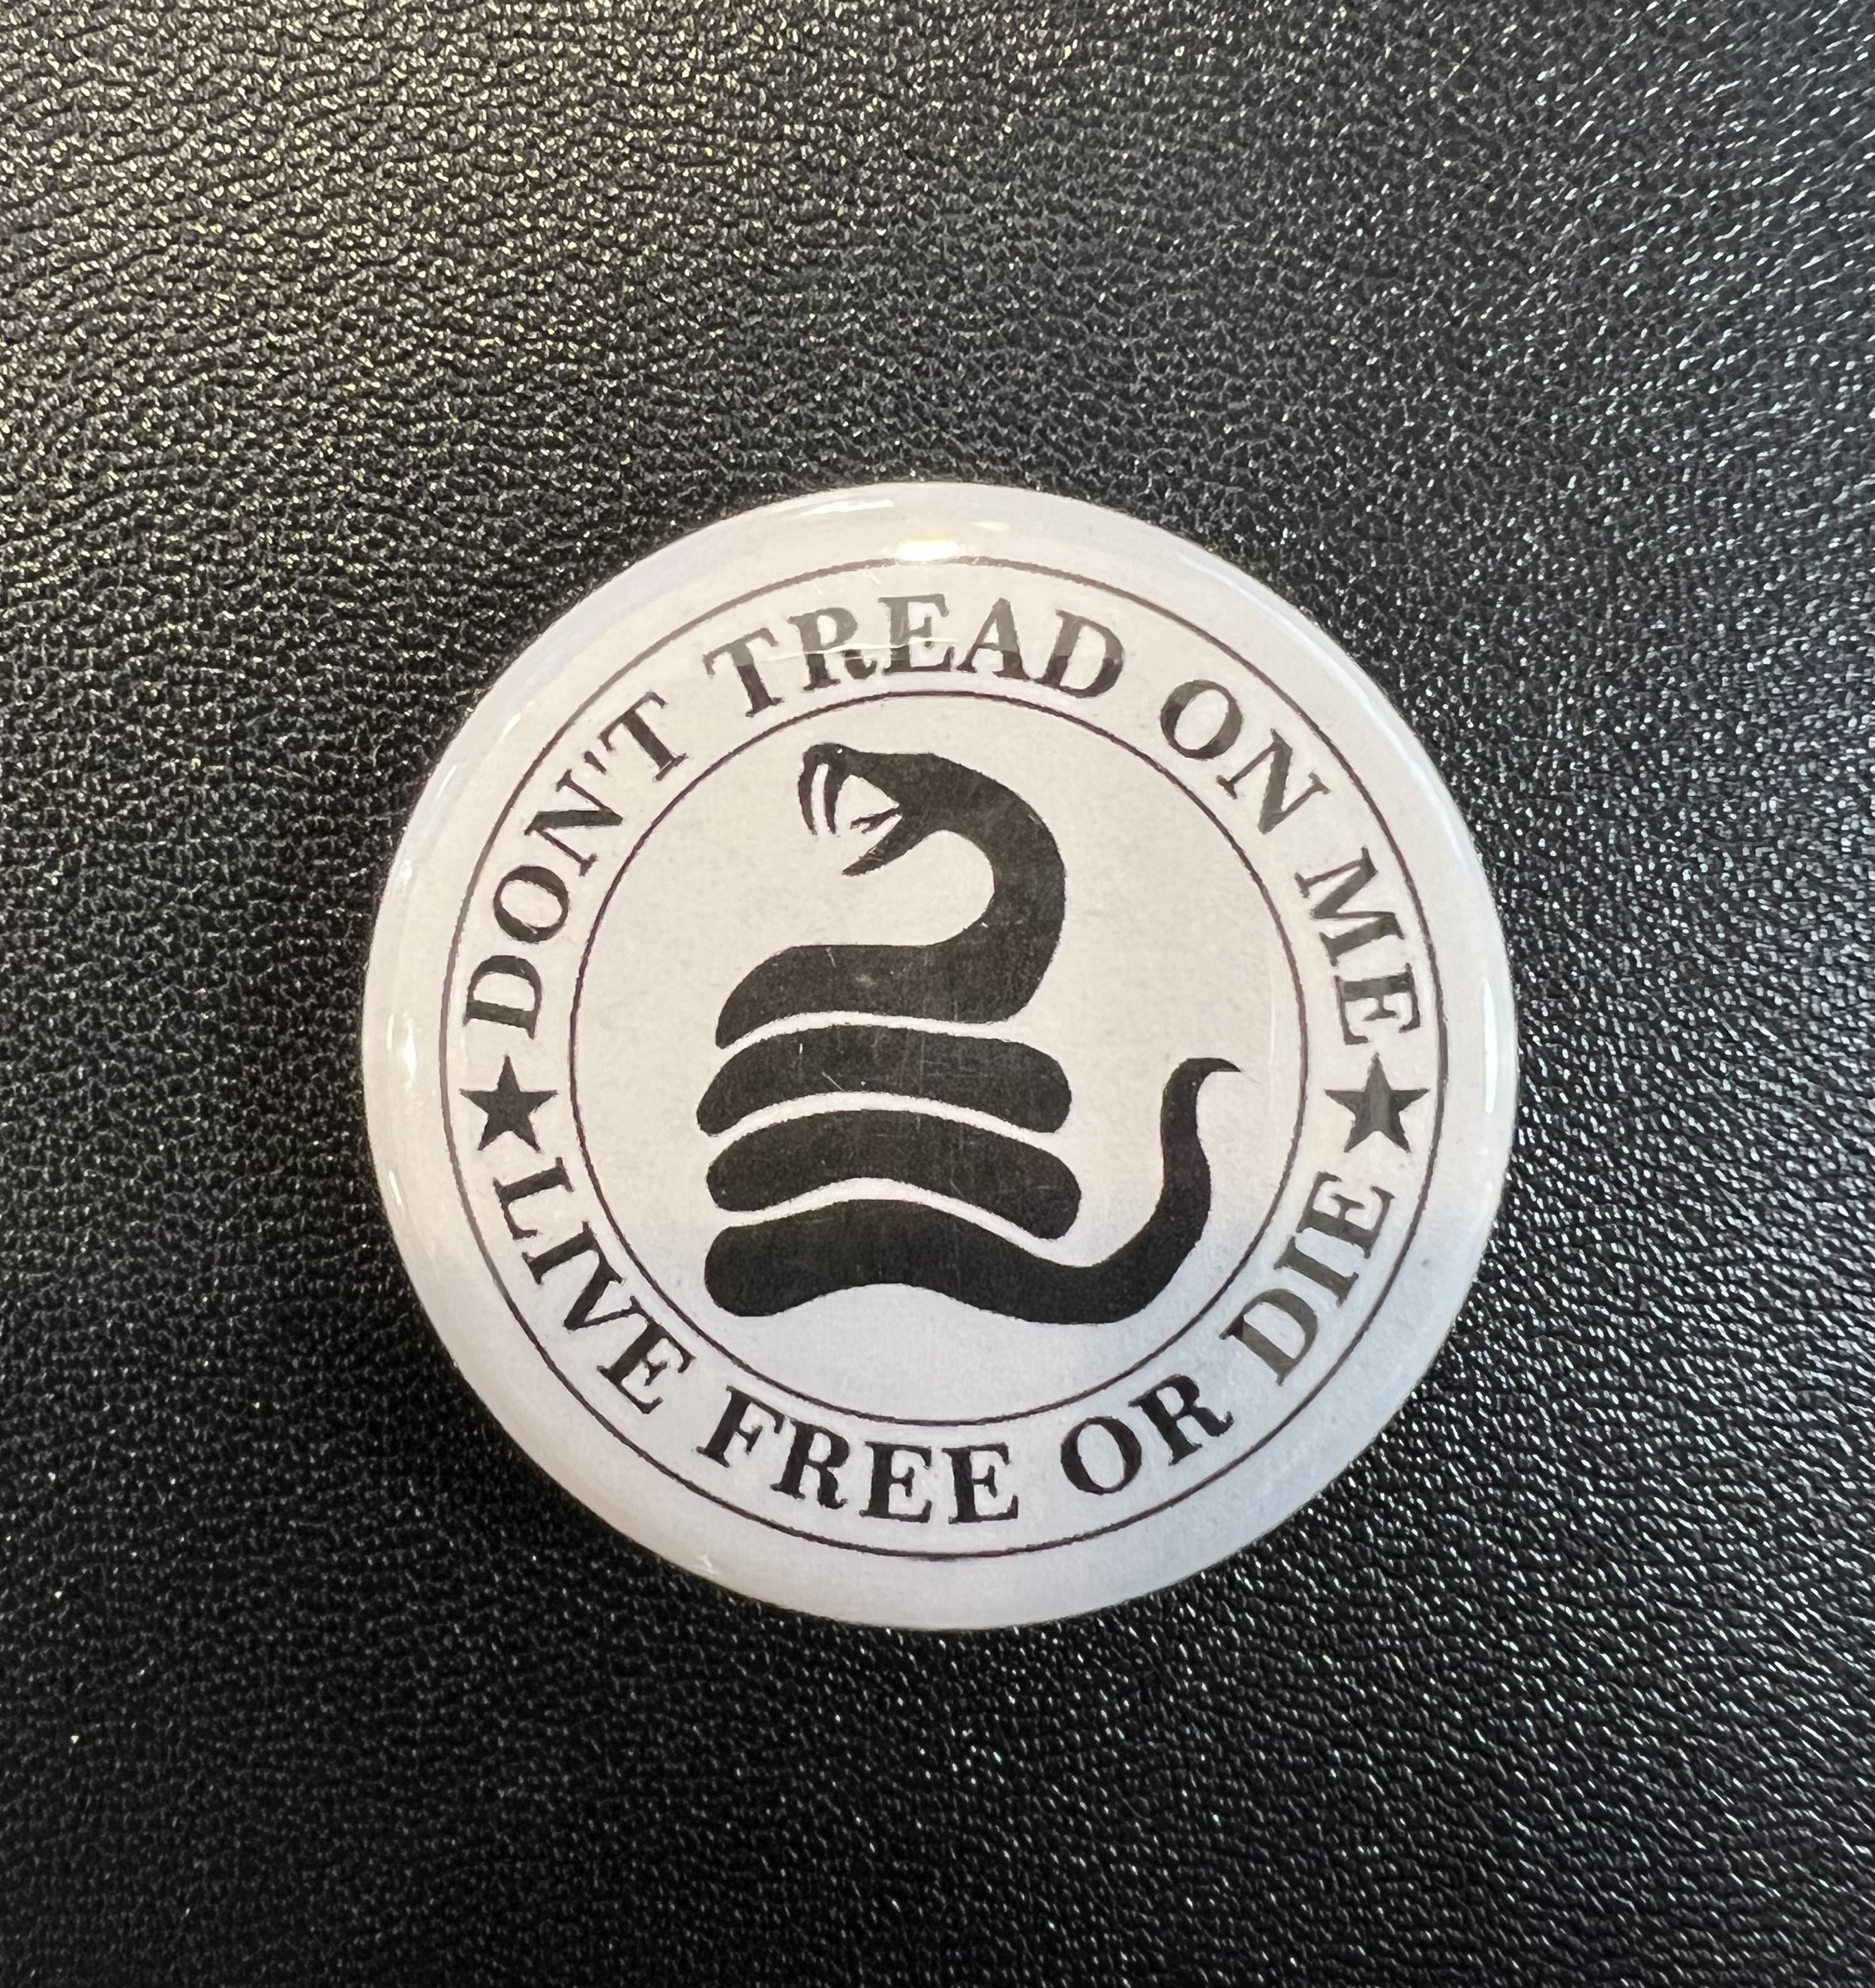 DON'T TREAD ON ME
★ LIVE FREE OR DIE ★